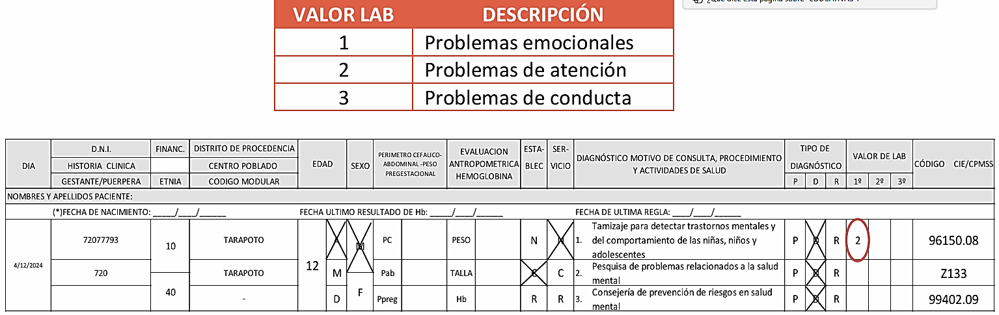 ¿Qué dice esta página sobre "EDUCATIVAS"?
VALOR LAB DESCRIPCIÓN
1 Problemas emocionales
2 Problemas de atención
3 Problemas de conducta
DIA
D.N.I.
HISTORIA CLINICA
GESTANTE/PUERPERA
FINANC.
ETNIA
DISTRITO DE PROCEDENCIA
CENTRO POBLADO
CODIGO MODULAR
EDAD
SEXO
PERIMETRO CEFALICO-
ABDOMINAL -PESO
PREGESTACIONAL
EVALUACION
ANTROPOMETRICA
HEMOGLOBINA
ESTA-
BLEC
SER-
VICIO
DIAGNÓSTICO MOTIVO DE CONSULTA, PROCEDIMIENTO
Y ACTIVIDADES DE SALUD
TIPO DE
DIAGNÓSTICO
P D R
VALOR DE LAB
1º 2º 3º
CÓDIGO CIE/CPMSS
NOMBRES Y APELLIDOS PACIENTE:
(*)FECHA DE NACIMIENTO: _____/____/______ FECHA ULTIMO RESULTADO DE Hb: _____/____/______ FECHA DE ULTIMA REGLA: ____/____/______
4/12/2024
72077793
720
10
40
TARAPOTO
TARAPOTO
-
12
M
D
M
F
PC
Pab
Ppreg
PESO
TALLA
Hb
N
C
R
N
C
R
1. Tamizaje para detectar trastornos mentales y
del comportamiento de las niñas, niños y
adolescentes
P D R 2 96150.08
2. Pesquisa de problemas relacionados a la salud
mental
P D R Z133
3. Consejería de prevención de riesgos en salud
mental
P D R 99402.09